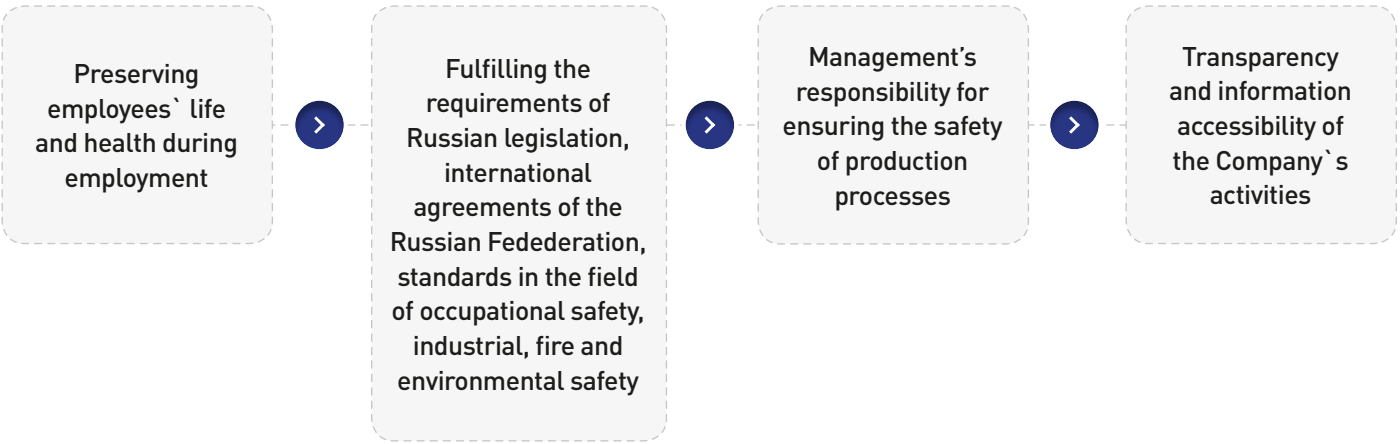 Preserving
employees` life
and health during
employment
Fulfilling the
requirements of
Russian legislation,
international
agreements of the
Russian Fedederation,
standards in the field
of occupational safety,
industrial, fire and
environmental safety
Management’s
responsibility for
ensuring the safety
of production
processes
Transparency
and information
accessibility of
the Company`s
activities